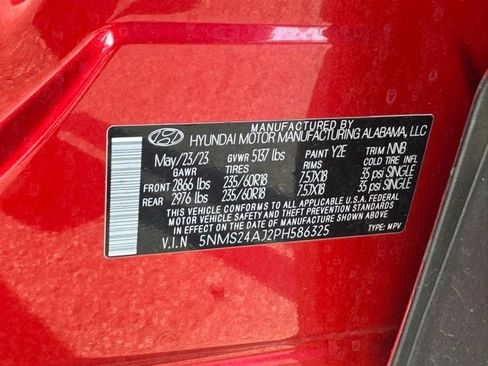 MANUFACTURED BY
HYUNDAI MOTOR MANUFACTURING ALABAMA, LLC
May/23/23 GVWR 5137 lbs PAINT Y2E TRIM NNB
GAWR TIRES RIMS COLD TIRE INFL
FRONT 2866 lbs 235/60R18 7.5JX18 35 psi SINGLE
REAR 2976 lbs 235/60R18 7.5JX18 35 psi SINGLE
THIS VEHICLE CONFORMS TO ALL APPLICABLE U.S.A. FEDERAL
MOTOR VEHICLE SAFETY STANDARDS
IN EFFECT ON THE DATE OF MANUFACTURE SHOWN ABOVE.
V.I.N 5NMS24AJ2PH586325 TYPE: MPV